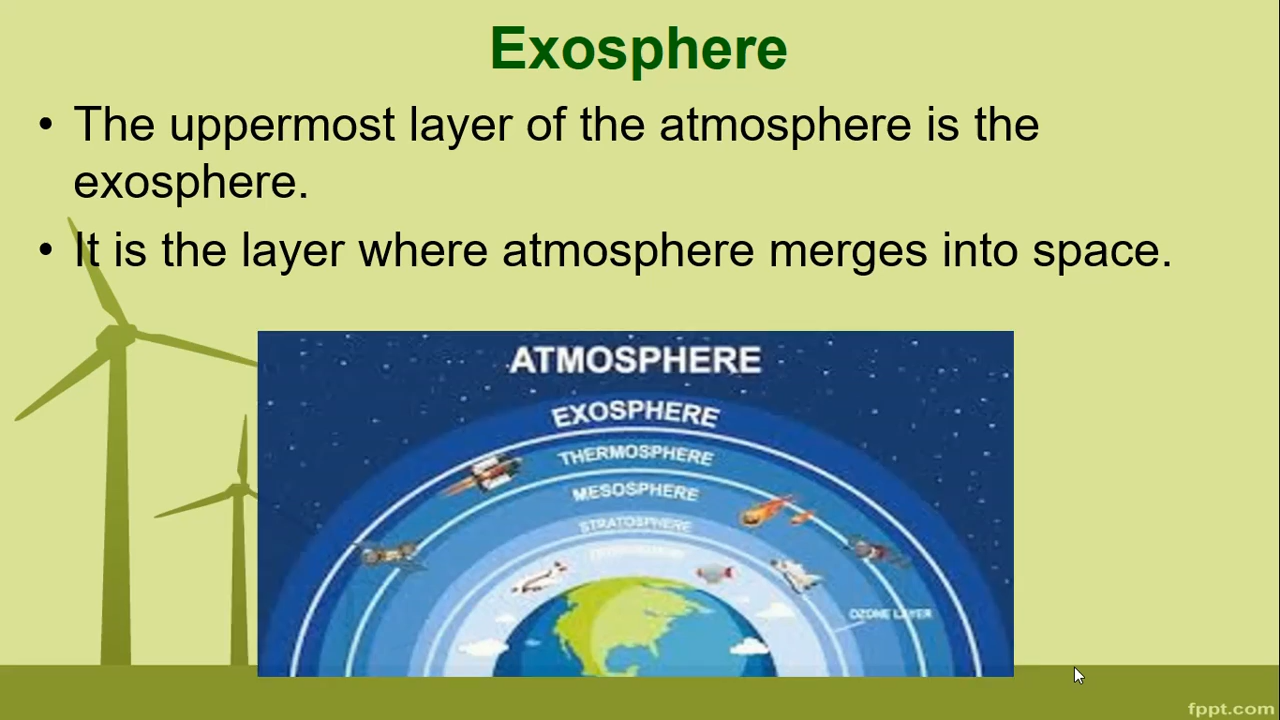 Exosphere
• The uppermost layer of the atmosphere is the
exosphere.
• It is the layer where atmosphere merges into space.
ATMOSPHERE
EXOSPHERE
THERMOSPHERE
MESOSPHERE
STRATOSPHERE
OZONE LAYER
fppt.com